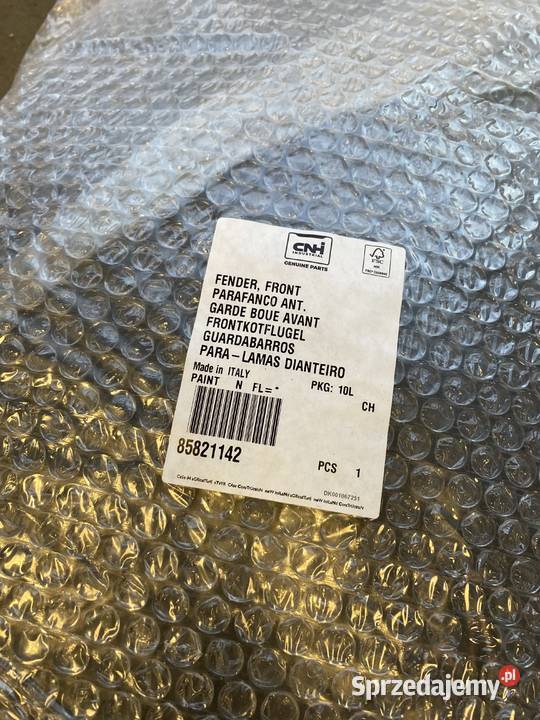 CNH
INDUSTRIAL
GENUINE PARTS
FSC
FENDER, FRONT
PARAFANCO ANT.
GARDE BOUE AVANT
FRONTKOTFLUGEL
GUARDABARROS
PARA-LAMAS DIANTEIRO
Made in ITALY
PKG: 10L
PAINT N FL=*
CH
85821142
PCS 1
DK001067251
Sprzedajemy.pl